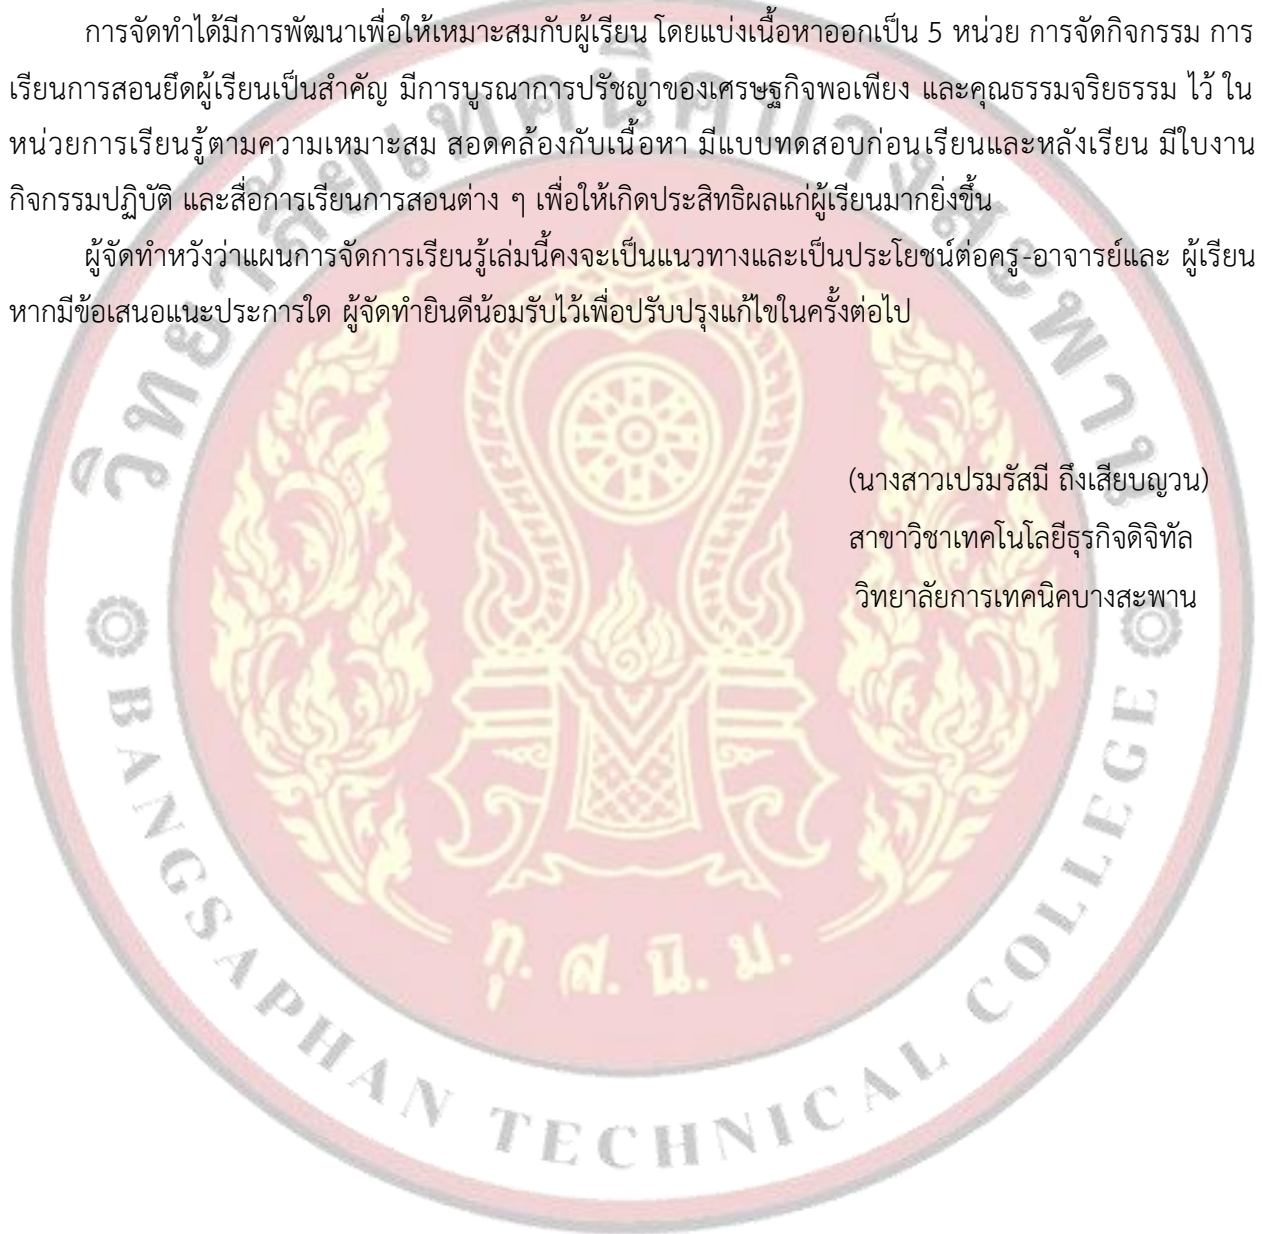 การจัดทำได้มีการพัฒนาเพื่อให้เหมาะสมกับผู้เรียน โดยแบ่งเนื้อหาออกเป็น 5 หน่วย การจัดกิจกรรม การ
เรียนการสอนยึดผู้เรียนเป็นสำคัญ มีการบูรณาการปรัชญาของเศรษฐกิจพอเพียง และคุณธรรมจริยธรรม ไว้ ใน
หน่วยการเรียนรู้ตามความเหมาะสม สอดคล้องกับเนื้อหา มีแบบทดสอบก่อนเรียนและหลังเรียน มีใบงาน
กิจกรรมปฏิบัติ และสื่อการเรียนการสอนต่าง ๆ เพื่อให้เกิดประสิทธิผลแก่ผู้เรียนมากยิ่งขึ้น
ผู้จัดทำหวังว่าแผนการจัดการเรียนรู้เล่มนี้คงจะเป็นแนวทางและเป็นประโยชน์ต่อครู-อาจารย์และ ผู้เรียน
หากมีข้อเสนอแนะประการใด ผู้จัดทำยินดีน้อมรับไว้เพื่อปรับปรุงแก้ไขในครั้งต่อไป
(นางสาวเปรมรัสมี ถึงเสียบญวน)
สาขาวิชาเทคโนโลยีธุรกิจดิจิทัล
วิทยาลัยการเทคนิคบางสะพาน
วิทยาลัยเทคนิคบางสะพาน
ทุ. ส. นิ. ม.
BANGSAPHAN TECHNICAL COLLEGE